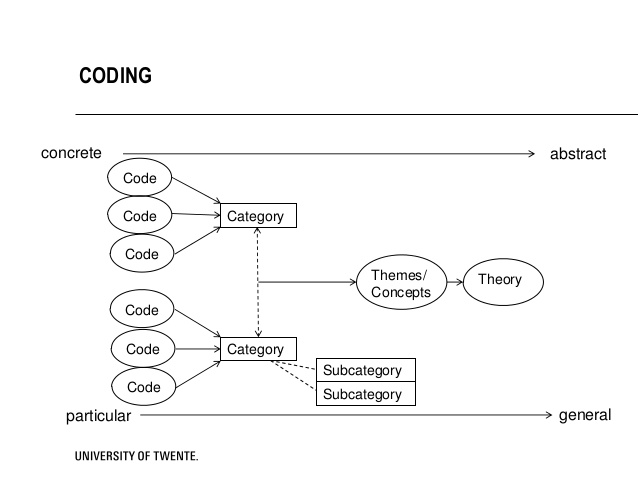 CODING
concrete
abstract
Code
Code
Code
Category
Themes/
Concepts
Theory
Code
Code
Code
Category
Subcategory
Subcategory
particular
general
UNIVERSITY OF TWENTE.